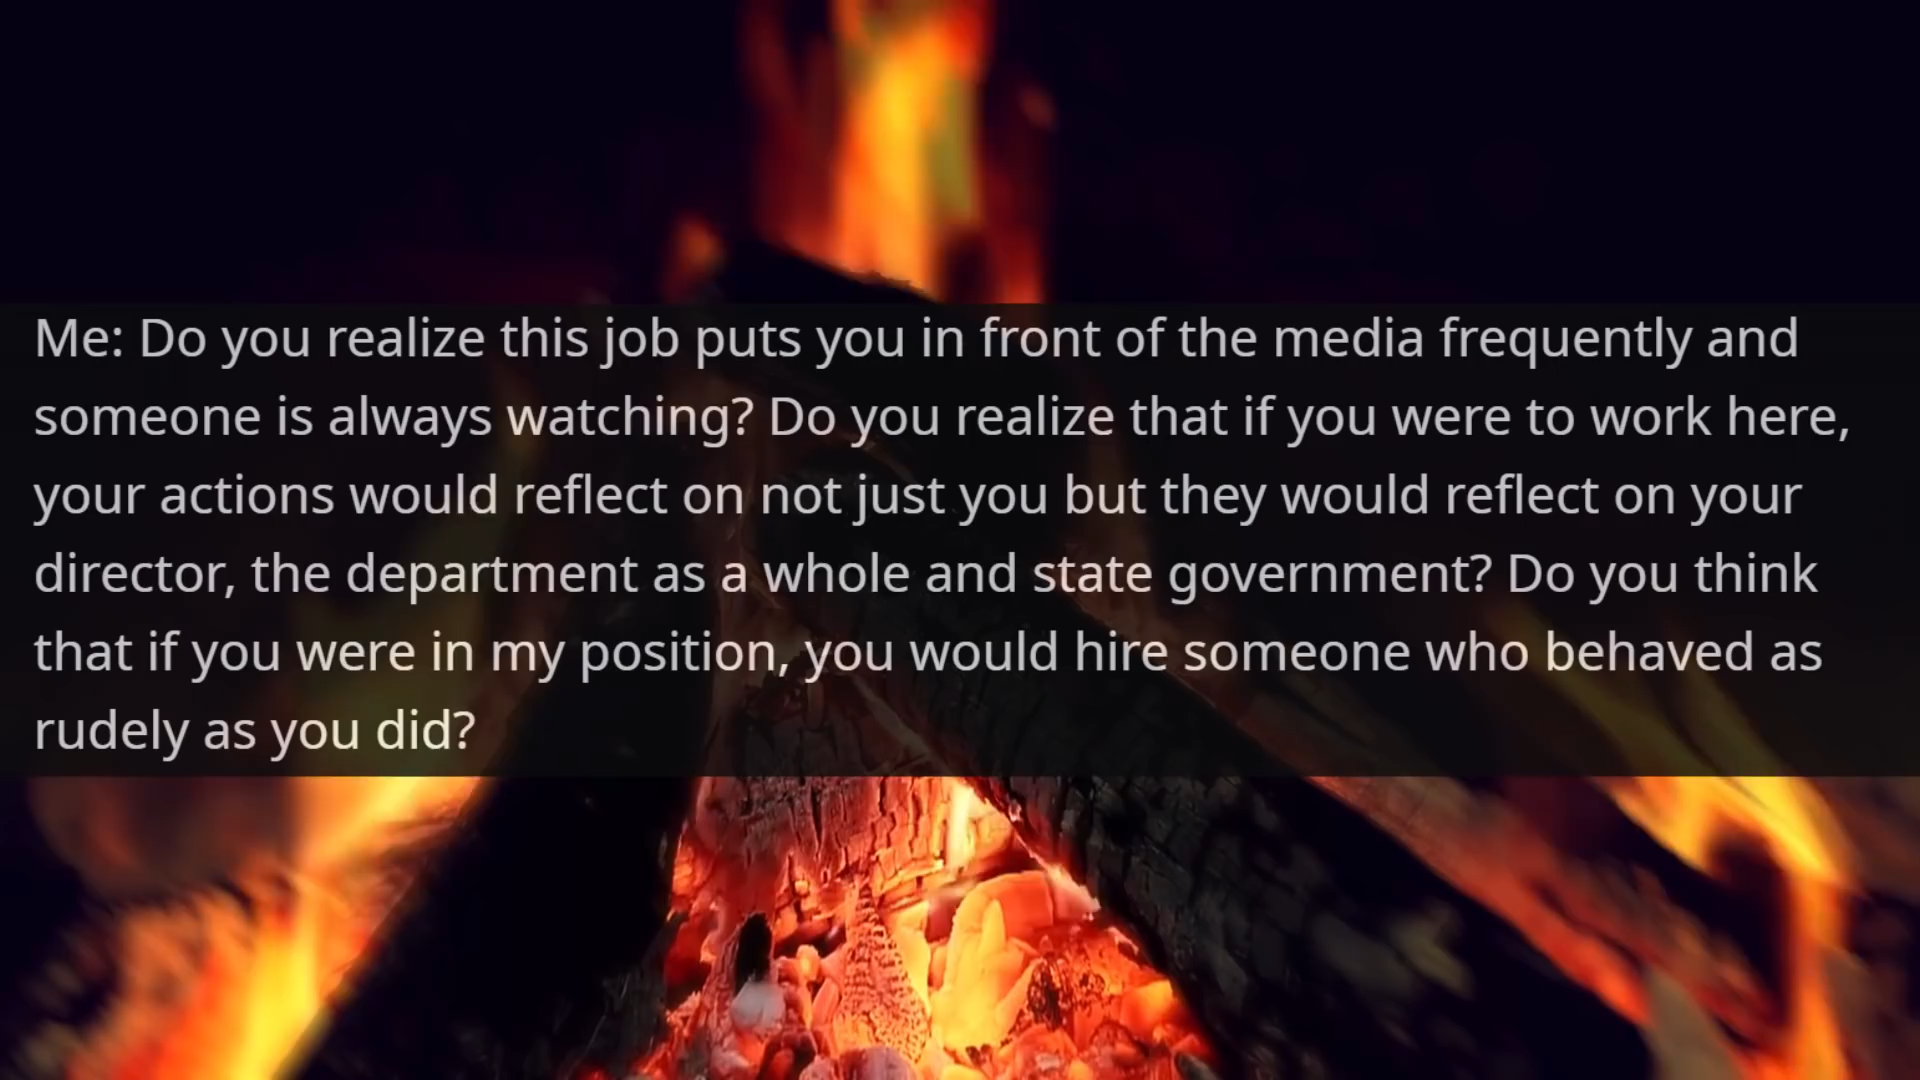 Me: Do you realize this job puts you in front of the media frequently and
someone is always watching? Do you realize that if you were to work here,
your actions would reflect on not just you but they would reflect on your
director, the department as a whole and state government? Do you think
that if you were in my position, you would hire someone who behaved as
rudely as you did?